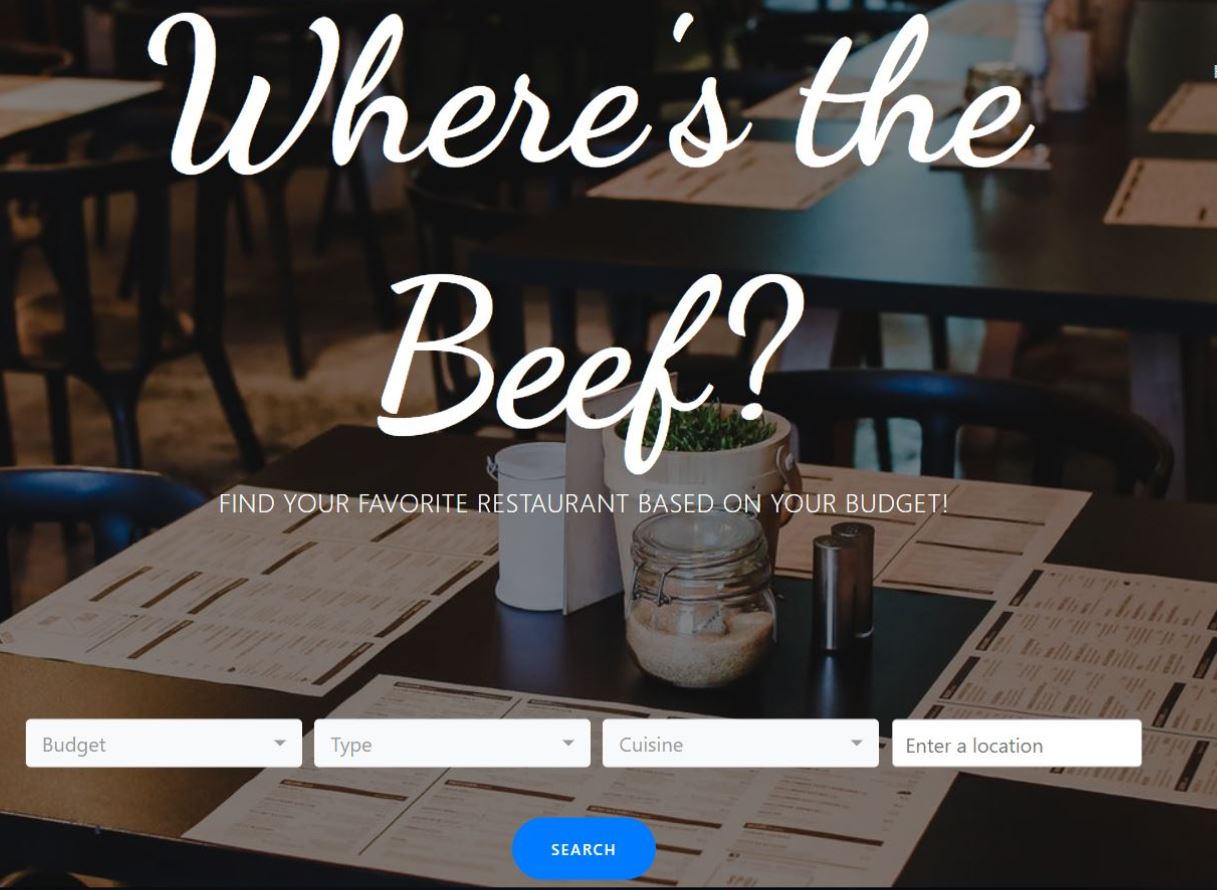 Where's the
Beef?
FIND YOUR FAVORITE RESTAURANT BASED ON YOUR BUDGET!
Budget
Type
Cuisine
Enter a location
SEARCH